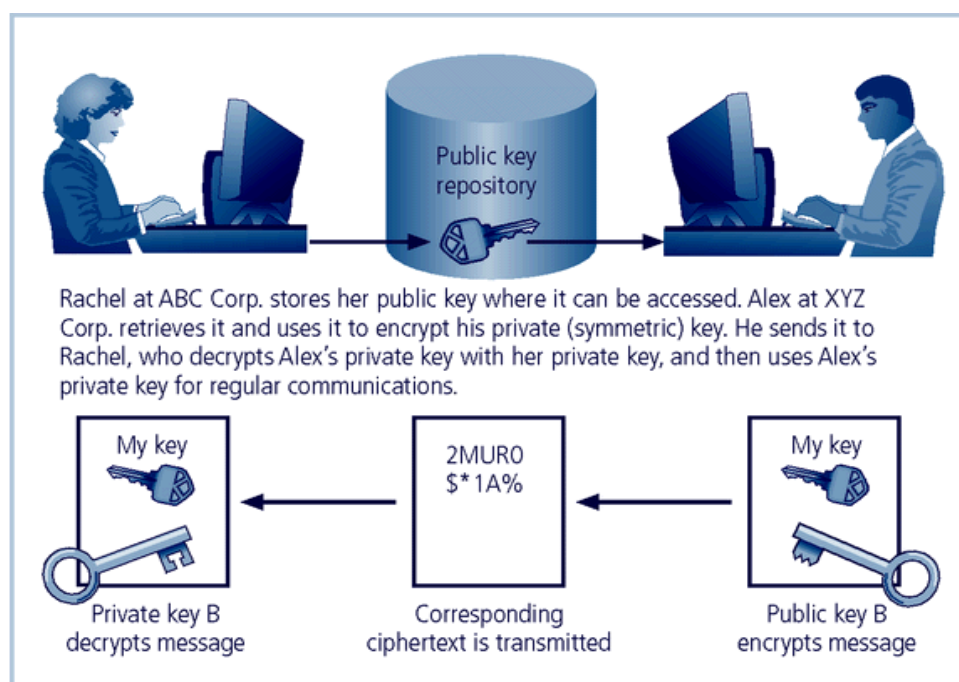 Public key
repository
Rachel at ABC Corp. stores her public key where it can be accessed. Alex at XYZ
Corp. retrieves it and uses it to encrypt his private (symmetric) key. He sends it to
Rachel, who decrypts Alex’s private key with her private key, and then uses Alex’s
private key for regular communications.
My key
2MUR0
$*1A%
My key
Private key B
decrypts message
Corresponding
ciphertext is transmitted
Public key B
encrypts message